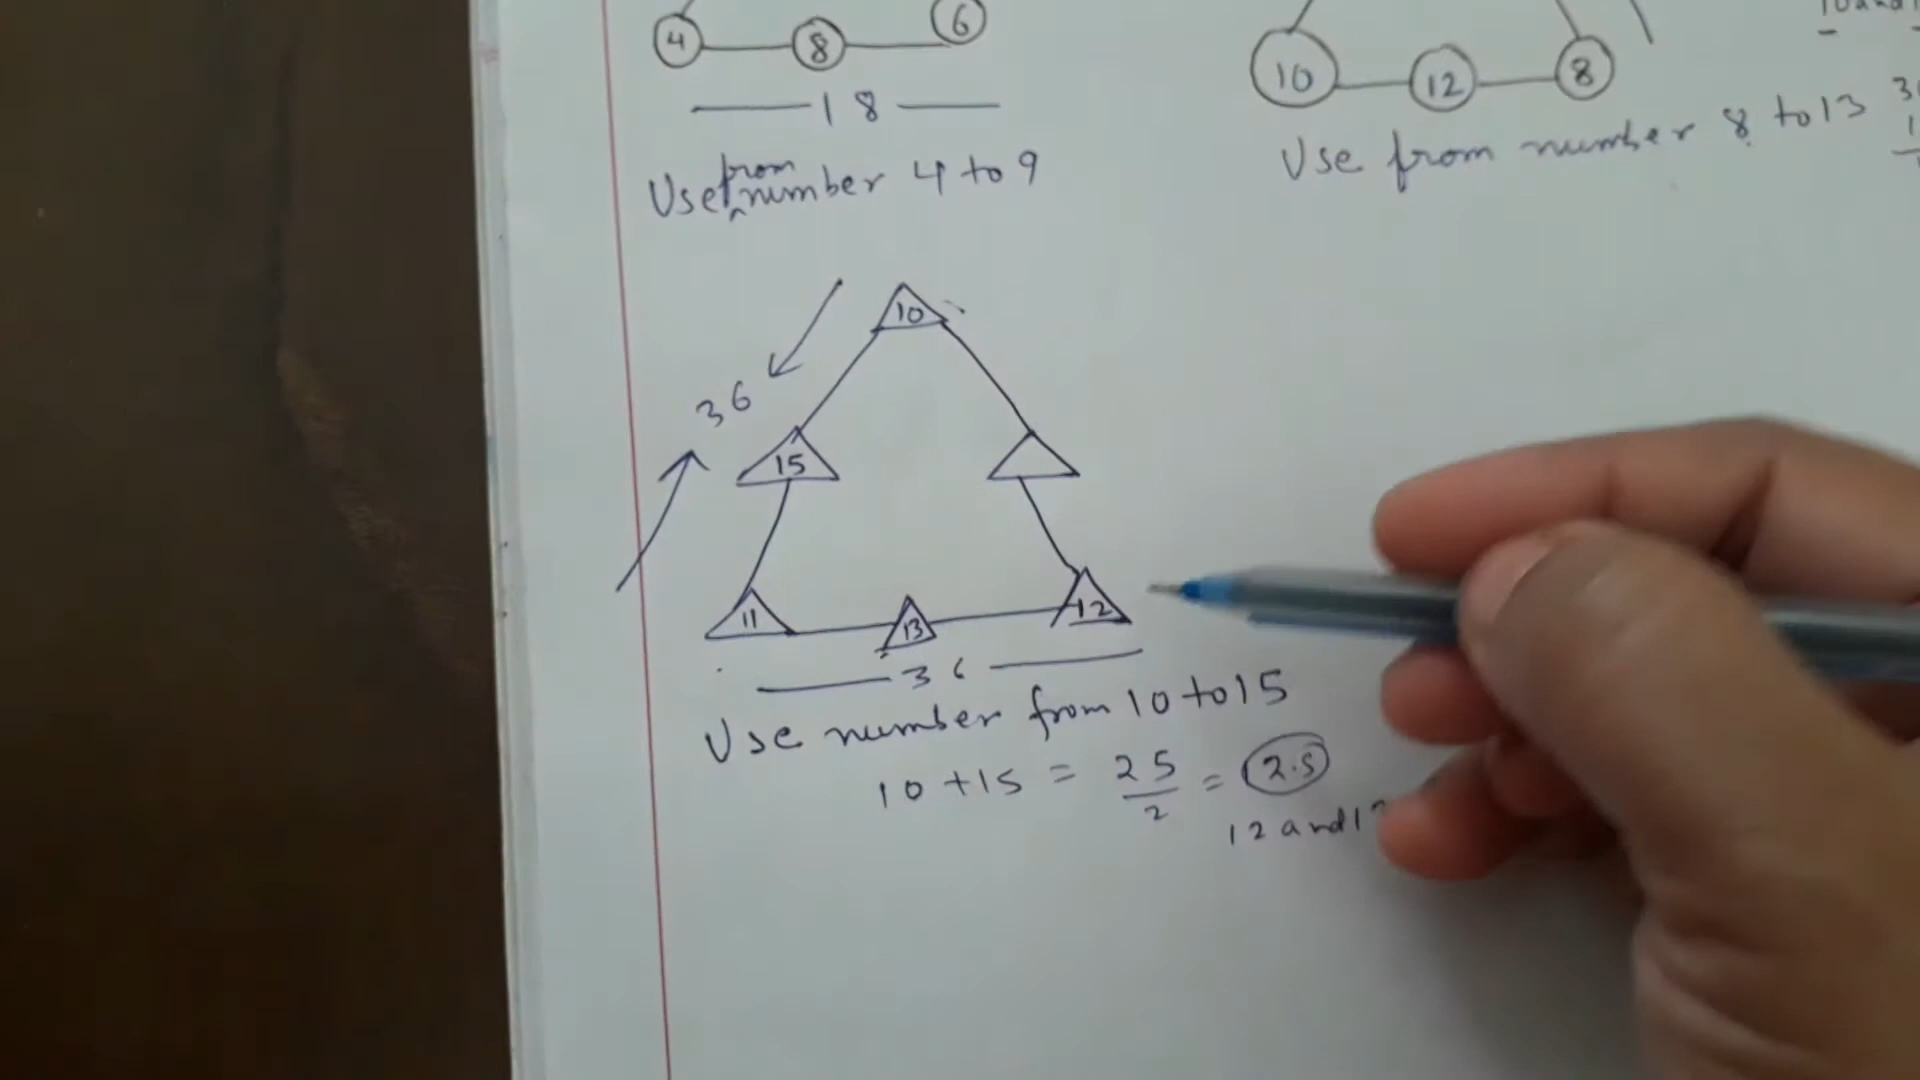 4 8 6
18
Use from number 4 to 9
10 12 8
Use from number 8 to 13
10
36
15
11 13 12
36
Use number from 10 to 15
10 + 15 = 25/2 = 2.5
12 and